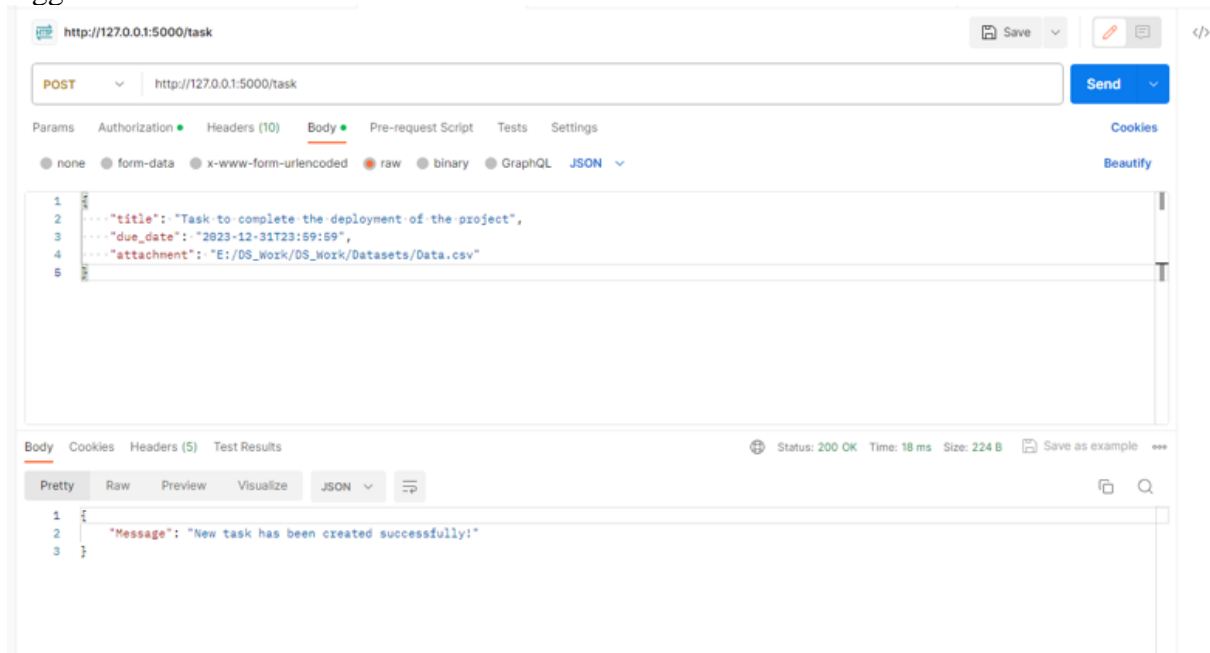 http://127.0.0.1:5000/task
Save
POST http://127.0.0.1:5000/task
Send
Params Authorization Headers (10) Body Pre-request Script Tests Settings Cookies
none form-data x-www-form-urlencoded raw binary GraphQL JSON Beautify
1 {
2 "title": "Task to complete the deployment of the project",
3 "due_date": "2023-12-31T23:59:59",
4 "attachment": "E:/DS_Work/DS_Work/Datasets/Data.csv"
5 }
Body Cookies Headers (5) Test Results Status: 200 OK Time: 18 ms Size: 224 B Save as example
Pretty Raw Preview Visualize JSON
1 {
2 "Message": "New task has been created successfully!"
3 }